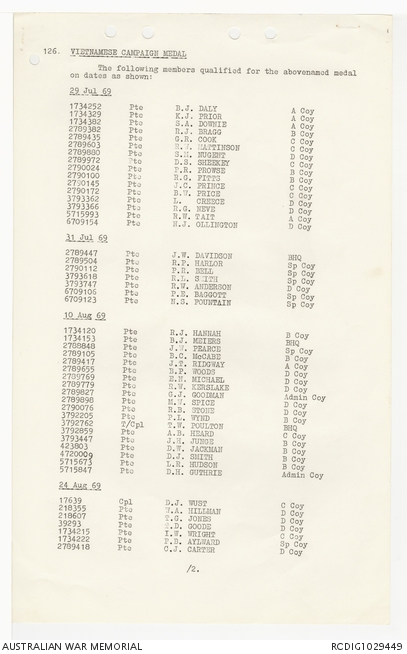 126. VIETNAMESE CAMPAIGN MEDAL
The following members qualified for the abovenamed medal
on dates as shown:
29 Jul 69
1734252 Pte B.J. DALY A Coy
1734329 Pte K.J. PRIOR A Coy
1734382 Pte S.A. DOWNIE A Coy
2789382 Pte R.J. BRAGG B Coy
2789435 Pte G.R. COOK C Coy
2789603 Pte MATTINSON C Coy
2789880 Pte S.M. NUGENT D Coy
2789972 Pte D.S. SHEEKEY C Coy
2790024 Pte P.R. PROWSE B Coy
2790100 Pte R.G. PITTS B Coy
2790145 Pte J.C. PRINCE C Coy
2790172 Pte B.W. PRICE C Coy
3793362 Pte L. CREECE D Coy
3793366 Pte R.G. NEVE D Coy
5715993 Pte R.W. TAIT A Coy
6709154 Pte H.J. OLLINGTON D Coy
31 Jul 69
2789447 Pte J.W. DAVIDSON BHQ
2789504 Pte R.P. HARLOR Sp Coy
2790112 Pte P.E. BELL Sp Coy
3793618 Pte R.L. SMITH Sp Coy
3793747 Pte R.W. ANDERSON D Coy
6709106 Pte P.E. BAGGOTT Sp Coy
6709123 Pte N.S. FOUNTAIN Sp Coy
10 Aug 69
1734120 Pte R.J. HANNAH B Coy
1734153 Pte B.J. MEIERS BHQ
2788848 Pte J.W. PEARCE Sp Coy
2789105 Pte B.C. McCABE B Coy
2789417 Pte J.T. RIDGWAY A Coy
2789695 Pte B.F. WOODS D Coy
2789769 Pte E.N. MICHAEL D Coy
2789779 Pte R.W. KERSLAKE D Coy
2789827 Pte G.J. GOODMAN Admin Coy
2789898 Pte M.W. SPICE D Coy
2790076 Pte R.B. STONE D Coy
3792205 Pte P.L. WYND B Coy
3792762 T/Cpl T.W. POULTON BHQ
3792859 Pte A.B. HEARD C Coy
3793447 Pte J.H. JUNGE B Coy
423803 Pte D.W. JACKMAN B Coy
4720009 Pte D.J. SMITH D Coy
5715673 Pte L.R. HUDSON B Coy
5715847 Pte D.H. GUTHRIE Admin Coy
24 Aug 69
17639 Cpl D.J. WUST C Coy
218355 Pte W.A. HILLMAN D Coy
218607 Pte T.G. JONES D Coy
39293 Pte GOODE D Coy
1734215 Pte I.W. WRIGHT C Coy
1734222 Pte P.B. AYLWARD Sp Coy
2789418 Pte C.J. CARTER D Coy
/2.
AUSTRALIAN WAR MEMORIAL RCDIG1029449